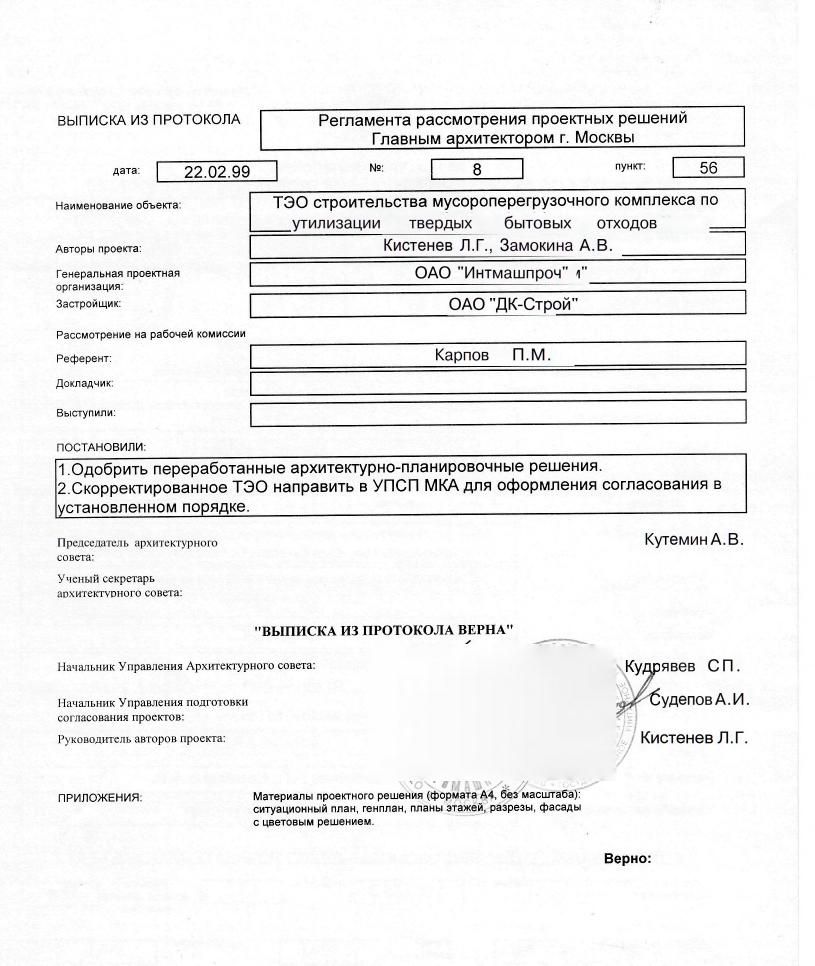 ВЫПИСКА ИЗ ПРОТОКОЛА
Регламента рассмотрения проектных решений
Главным архитектором г. Москвы
дата: 22.02.99 №: 8 пункт: 56
Наименование объекта:
ТЭО строительства мусороперегрузочного комплекса по
утилизации твердых бытовых отходов
Авторы проекта: Кистенев Л.Г., Замокина А.В.
Генеральная проектная
организация:
ОАО "Интмашпроч" "
Застройщик: ОАО "ДК-Строй"
Рассмотрение на рабочей комиссии
Референт: Карпов П.М.
Докладчик:
Выступили:
ПОСТАНОВИЛИ:
1.Одобрить переработанные архитектурно-планировочные решения.
2.Скорректированное ТЭО направить в УПСП МКА для оформления согласования в
установленном порядке.
Председатель архитектурного
совета:
Кутемин А.В.
Ученый секретарь
архитектурного совета:
"ВЫПИСКА ИЗ ПРОТОКОЛА ВЕРНА"
Начальник Управления Архитектурного совета: Кудрявев СП.
Начальник Управления подготовки
согласования проектов:
Судепов А.И.
Руководитель авторов проекта: Кистенев Л.Г.
ПРИЛОЖЕНИЯ:
Материалы проектного решения (формата А4, без масштаба):
ситуационный план, генплан, планы этажей, разрезы, фасады
с цветовым решением.
Верно: